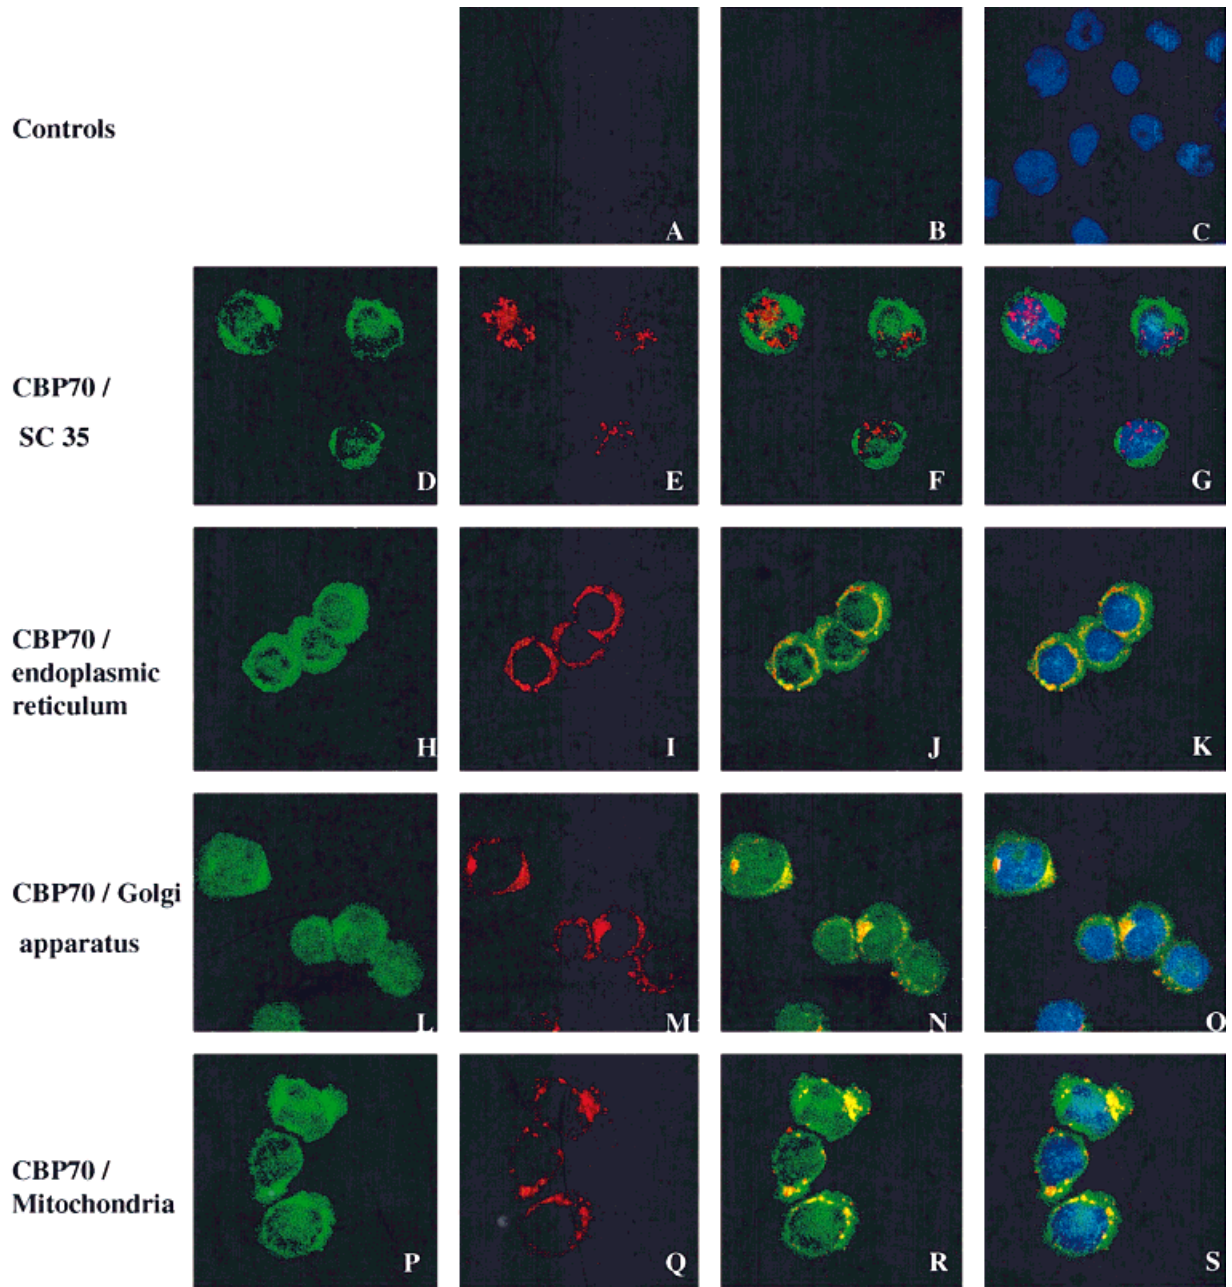 Controls
A
B
C
CBP70 /
SC 35
D
E
F
G
CBP70 /
endoplasmic
reticulum
H
I
J
K
CBP70 / Golgi
apparatus
L
M
N
O
CBP70 /
Mitochondria
P
Q
R
S